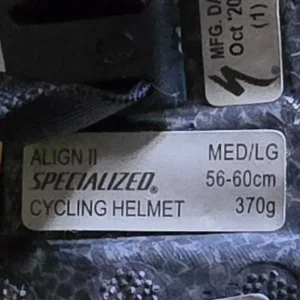 MFG. DA
Oct '20
(1)
ALIGN II MED/LG
SPECIALIZED® 56-60cm
CYCLING HELMET 370g